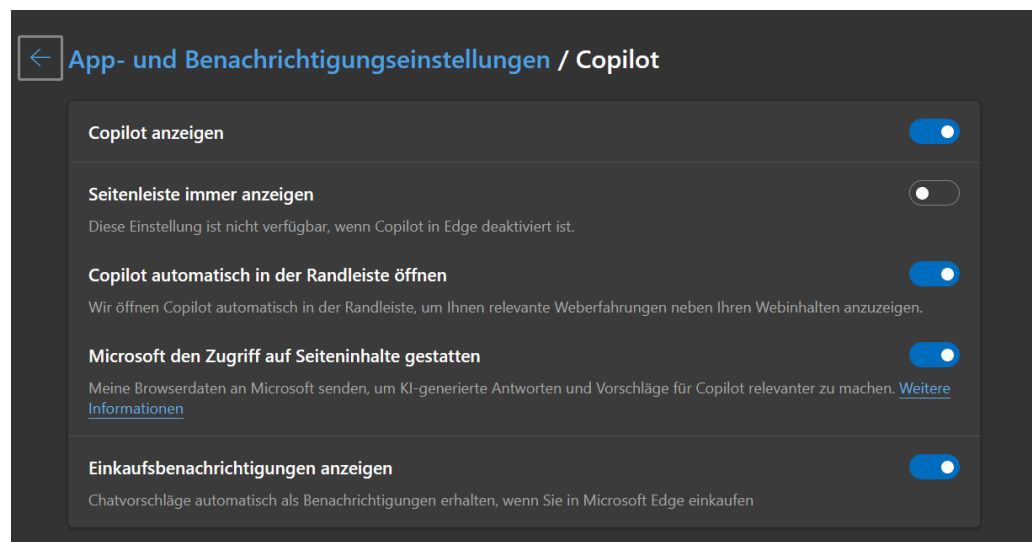 App- und Benachrichtigungseinstellungen / Copilot
Copilot anzeigen
Seitenleiste immer anzeigen
Diese Einstellung ist nicht verfügbar, wenn Copilot in Edge deaktiviert ist.
Copilot automatisch in der Randleiste öffnen
Wir öffnen Copilot automatisch in der Randleiste, um Ihnen relevante Weberfahrungen neben Ihren Webinhalten anzuzeigen.
Microsoft den Zugriff auf Seiteninhalte gestatten
Meine Browserdaten an Microsoft senden, um KI-generierte Antworten und Vorschläge für Copilot relevanter zu machen. Weitere
Informationen
Einkaufsbenachrichtigungen anzeigen
Chatvorschläge automatisch als Benachrichtigungen erhalten, wenn Sie in Microsoft Edge einkaufen